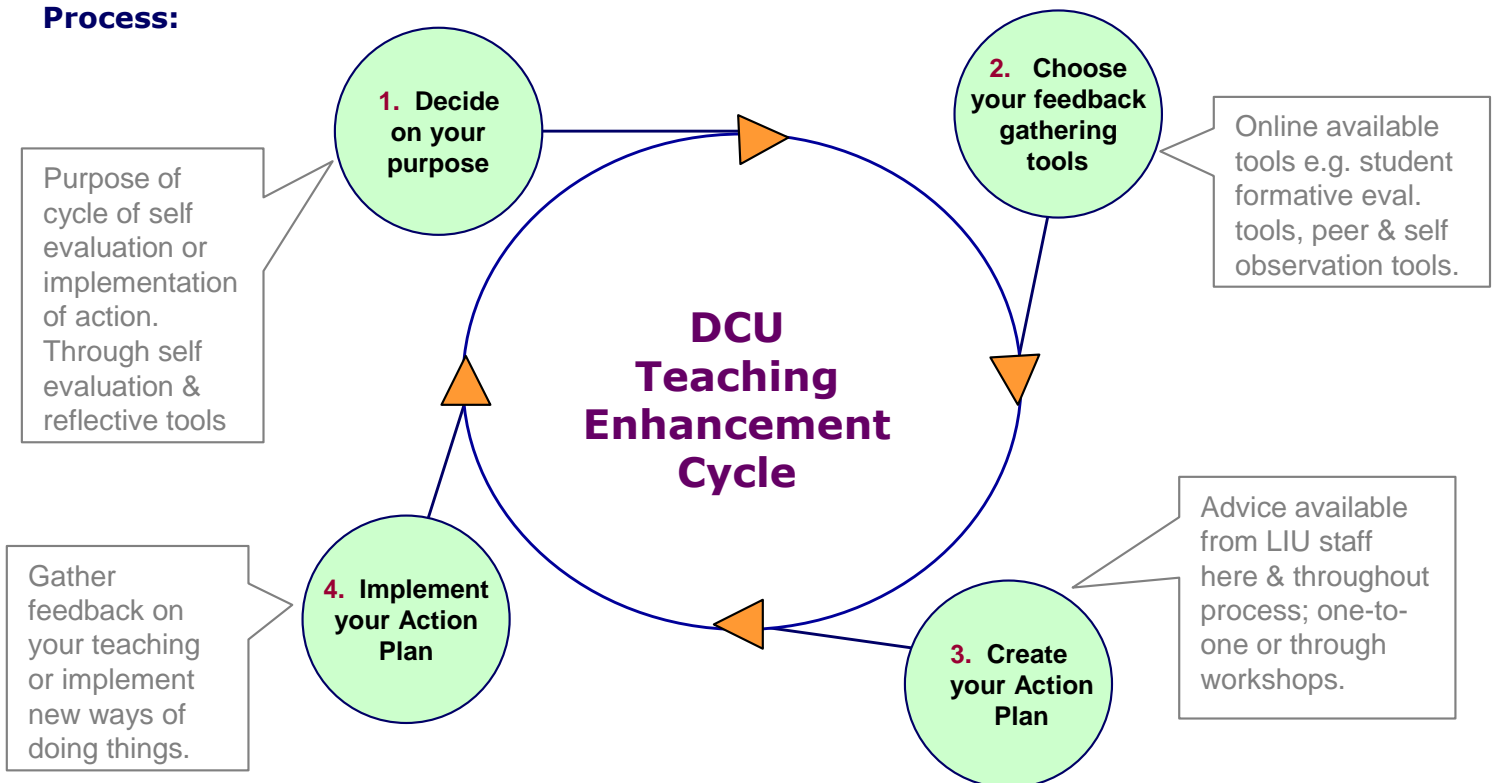 Process:
1. Decide
on your
purpose
Purpose of
cycle of self
evaluation or
implementation
of action.
Through self
evaluation &
reflective tools
2. Choose
your feedback
gathering
tools
Online available
tools e.g. student
formative eval.
tools, peer & self
observation tools.
DCU
Teaching
Enhancement
Cycle
3. Create
your Action
Plan
Advice available
from LIU staff
here & throughout
process; one-to-
one or through
workshops.
4. Implement
your Action
Plan
Gather
feedback on
your teaching
or implement
new ways of
doing things.